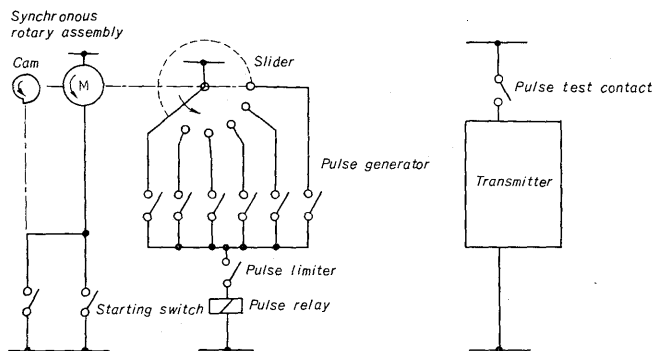 Synchronous
rotary assembly
Cam
M
Slider
Pulse test contact
Pulse generator
Transmitter
Pulse limiter
Starting switch
Pulse relay